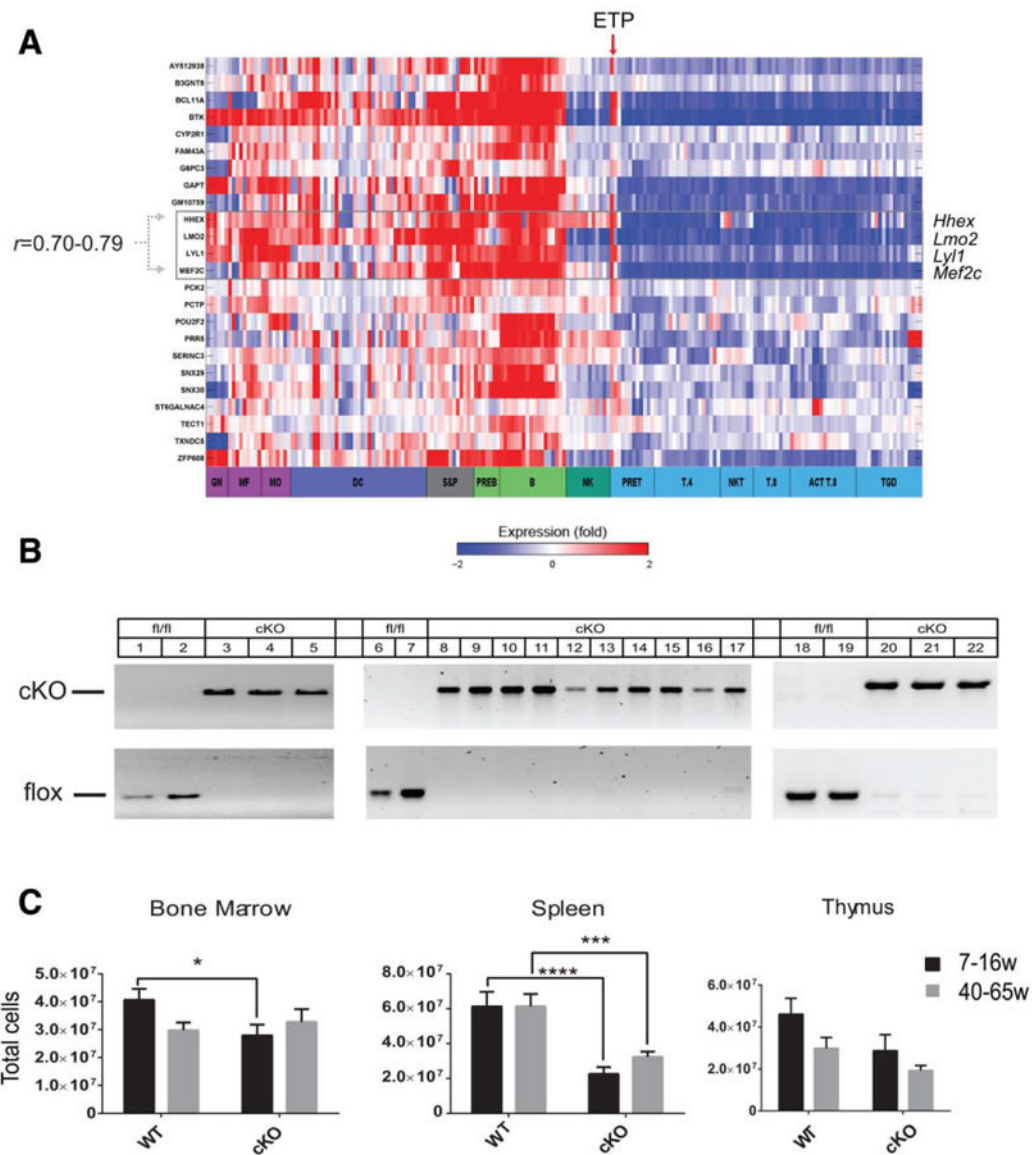 A
ETP
AY512938
B3GNT5
BCL11A
BTK
CYP2R1
FAM43A
G6PC3
GAPT
GM10759
HHEX
LMO2
LYL1
MEF2C
PCK2
PCTP
POU2F2
PRR5
SERINC3
SNX29
SNX30
ST6GALNAC4
TECT1
TXNDC5
ZFP608
r=0.70-0.79
Hhex
Lmo2
Lyl1
Mef2c
GN MF MO DC S&P PREB B NK PRET T.4 NKT T.8 ACT T.8 TGD
Expression (fold)
−2 0 2
B
fl/fl cKO fl/fl cKO fl/fl cKO
1 2 3 4 5 6 7 8 9 10 11 12 13 14 15 16 17 18 19 20 21 22
cKO
flox
C
Bone Marrow
Total cells
5.0×10⁷
4.0×10⁷
3.0×10⁷
2.0×10⁷
1.0×10⁷
0
*
WT cKO
Spleen
8.0×10⁷
6.0×10⁷
4.0×10⁷
2.0×10⁷
0
***
****
WT cKO
Thymus
6.0×10⁷
4.0×10⁷
2.0×10⁷
0
WT cKO
7-16w
40-65w